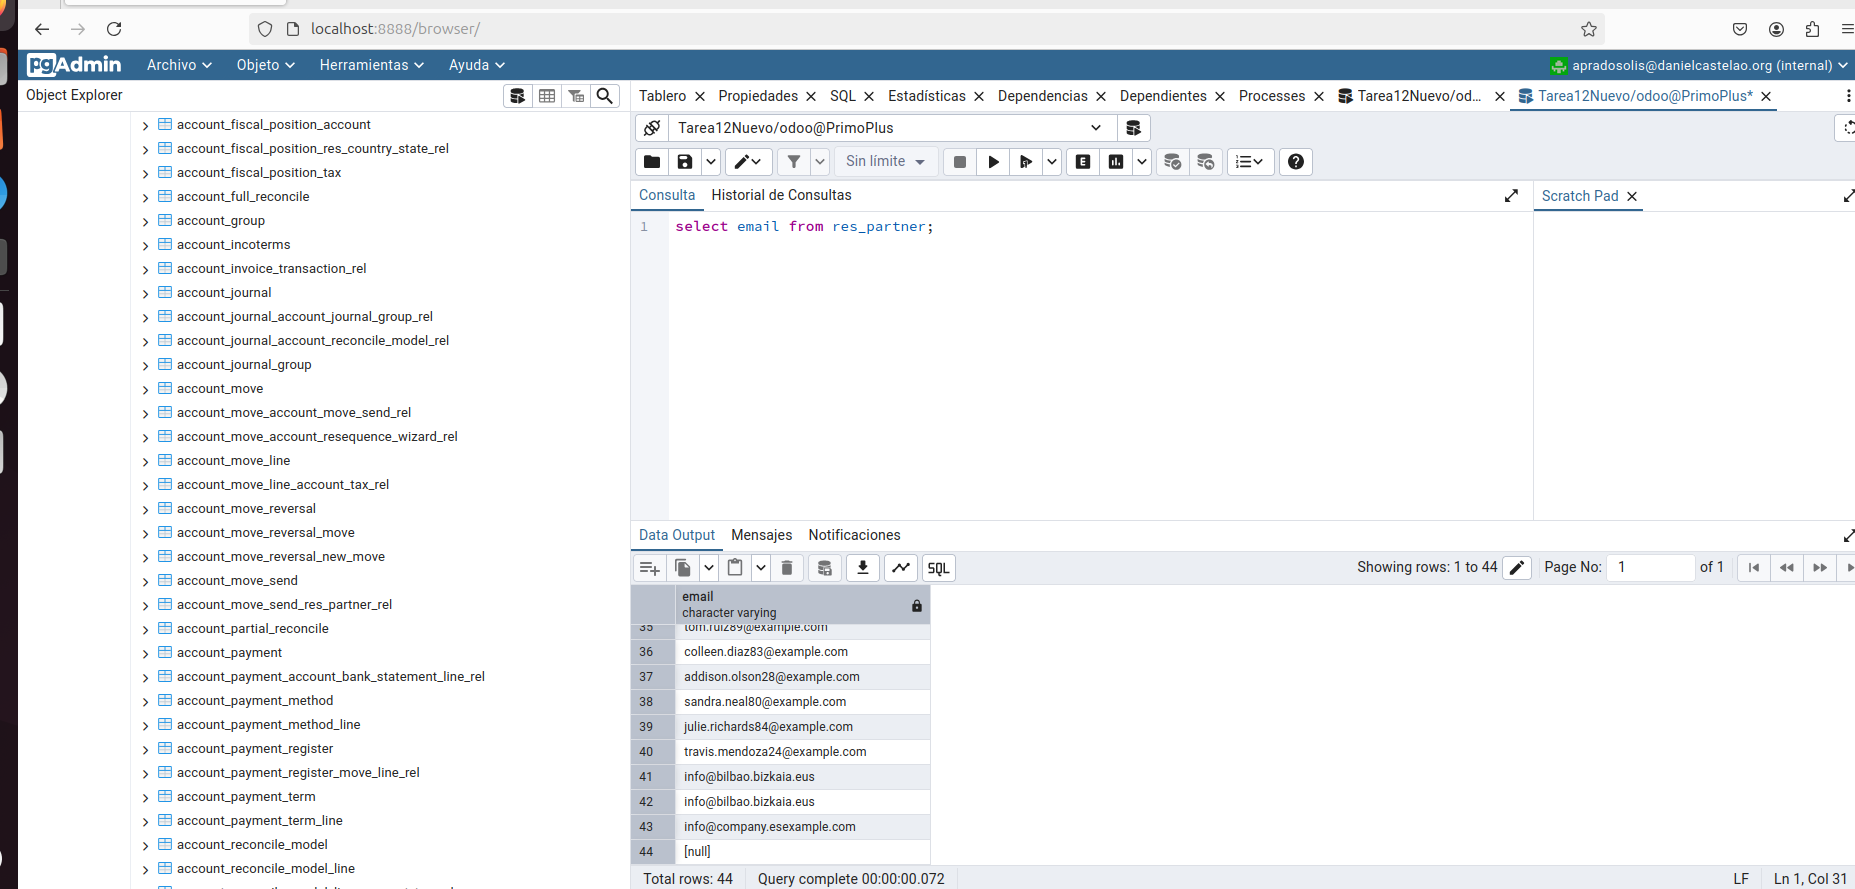 localhost:8888/browser/
pgAdmin Archivo Objeto Herramientas Ayuda apradosolis@danielcastelao.org (internal)
Object Explorer
Tablero Propiedades SQL Estadísticas Dependencias Dependientes Processes Tarea12Nuevo/od... Tarea12Nuevo/odoo@PrimoPlus*
account_fiscal_position_account
account_fiscal_position_res_country_state_rel
account_fiscal_position_tax
account_full_reconcile
account_group
account_incoterms
account_invoice_transaction_rel
account_journal
account_journal_account_journal_group_rel
account_journal_account_reconcile_model_rel
account_journal_group
account_move
account_move_account_move_send_rel
account_move_account_resequence_wizard_rel
account_move_line
account_move_line_account_tax_rel
account_move_reversal
account_move_reversal_move
account_move_reversal_new_move
account_move_send
account_move_send_res_partner_rel
account_partial_reconcile
account_payment
account_payment_account_bank_statement_line_rel
account_payment_method
account_payment_method_line
account_payment_register
account_payment_register_move_line_rel
account_payment_term
account_payment_term_line
account_reconcile_model
account_reconcile_model_line
Tarea12Nuevo/odoo@PrimoPlus
Sin límite E
Consulta Historial de Consultas
Scratch Pad
1 select email from res_partner;
Data Output Mensajes Notificaciones
SQL Showing rows: 1 to 44 Page No: 1 of 1
email
character varying
35 tom.ruiz89@example.com
36 colleen.diaz83@example.com
37 addison.olson28@example.com
38 sandra.neal80@example.com
39 julie.richards84@example.com
40 travis.mendoza24@example.com
41 info@bilbao.bizkaia.eus
42 info@bilbao.bizkaia.eus
43 info@company.esexample.com
44 [null]
Total rows: 44 Query complete 00:00:00.072 LF Ln 1, Col 31